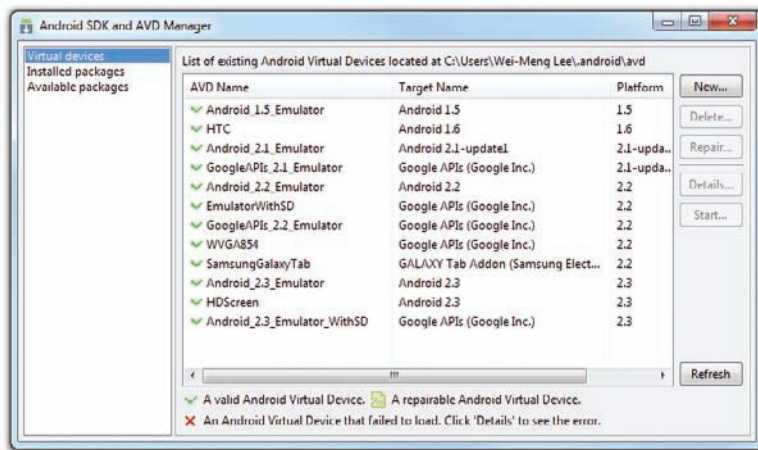 Android SDK and AVD Manager
Virtual devices
Installed packages
Available packages
List of existing Android Virtual Devices located at C:\Users\Wei-Meng Lee\.android\avd
AVD Name Target Name Platform
Android_1.5_Emulator Android 1.5 1.5
HTC Android 1.6 1.6
Android_2.1_Emulator Android 2.1-update1 2.1-upda..
GoogleAPIs_2.1_Emulator Google APIs (Google Inc.) 2.1-upda..
Android_2.2_Emulator Android 2.2 2.2
EmulatorWithSD Google APIs (Google Inc.) 2.2
GoogleAPIs_2.2_Emulator Google APIs (Google Inc.) 2.2
WVGA854 Google APIs (Google Inc.) 2.2
SamsungGalaxyTab GALAXY Tab Addon (Samsung Elect... 2.2
Android_2.3_Emulator Android 2.3 2.3
HDScreen Android 2.3 2.3
Android_2.3_Emulator_WithSD Google APIs (Google Inc.) 2.3
New...
Delete...
Repair...
Details...
Start...
Refresh
A valid Android Virtual Device. A repairable Android Virtual Device.
An Android Virtual Device that failed to load. Click 'Details' to see the error.